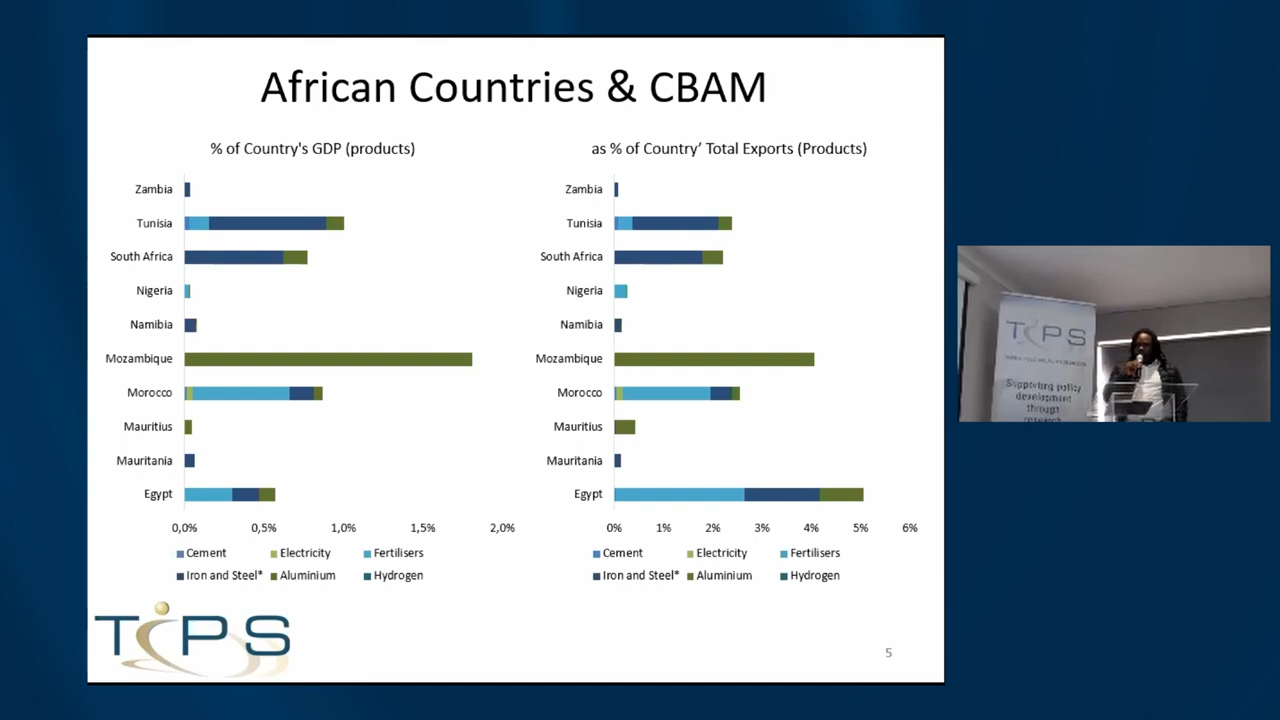 African Countries & CBAM
% of Country's GDP (products)
Zambia
Tunisia
South Africa
Nigeria
Namibia
Mozambique
Morocco
Mauritius
Mauritania
Egypt
0,0% 0,5% 1,0% 1,5% 2,0%
Cement Electricity Fertilisers
Iron and Steel* Aluminium Hydrogen
as % of Country’ Total Exports (Products)
Zambia
Tunisia
South Africa
Nigeria
Namibia
Mozambique
Morocco
Mauritius
Mauritania
Egypt
0% 1% 2% 3% 4% 5% 6%
Cement Electricity Fertilisers
Iron and Steel* Aluminium Hydrogen
TIPS
5
TIPS
Supporting policy
development
through
research